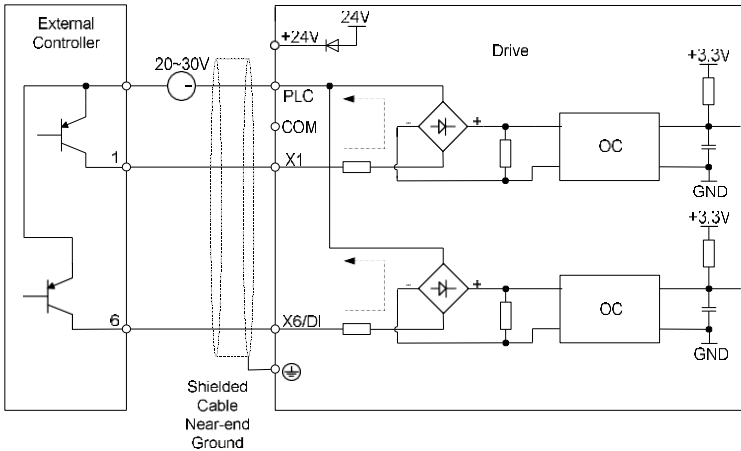 External
Controller
20~30V
1
6
Shielded
Cable
Near-end
Ground
24V
+24V
Drive
PLC
COM
X1
- +
OC
+3.3V
GND
X6/DI
- +
OC
+3.3V
GND